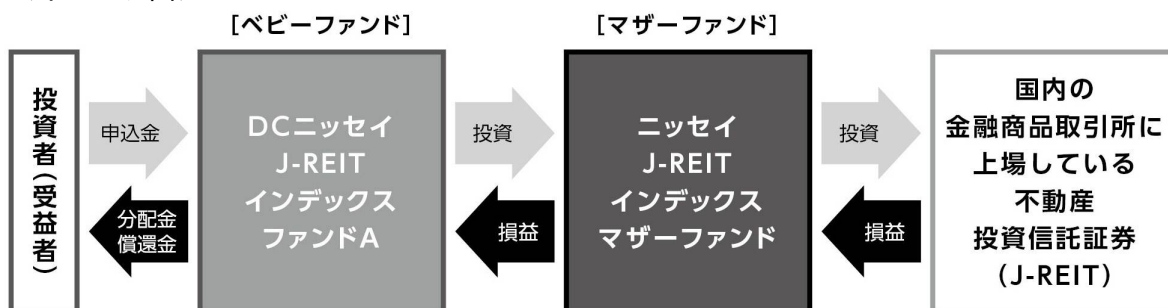 [ベビーファンド]
[マザーファンド]
投資者(受益者)
申込金
分配金
償還金
DCニッセイ
J-REIT
インデックス
ファンドA
投資
損益
ニッセイ
J-REIT
インデックス
マザーファンド
投資
損益
国内の
金融商品取引所に
上場している
不動産
投資信託証券
(J-REIT)